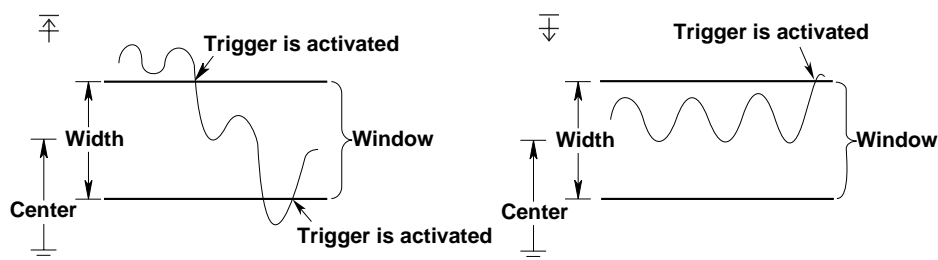 Trigger is activated
Width
Window
Center
Trigger is activated
Trigger is activated
Width
Window
Center